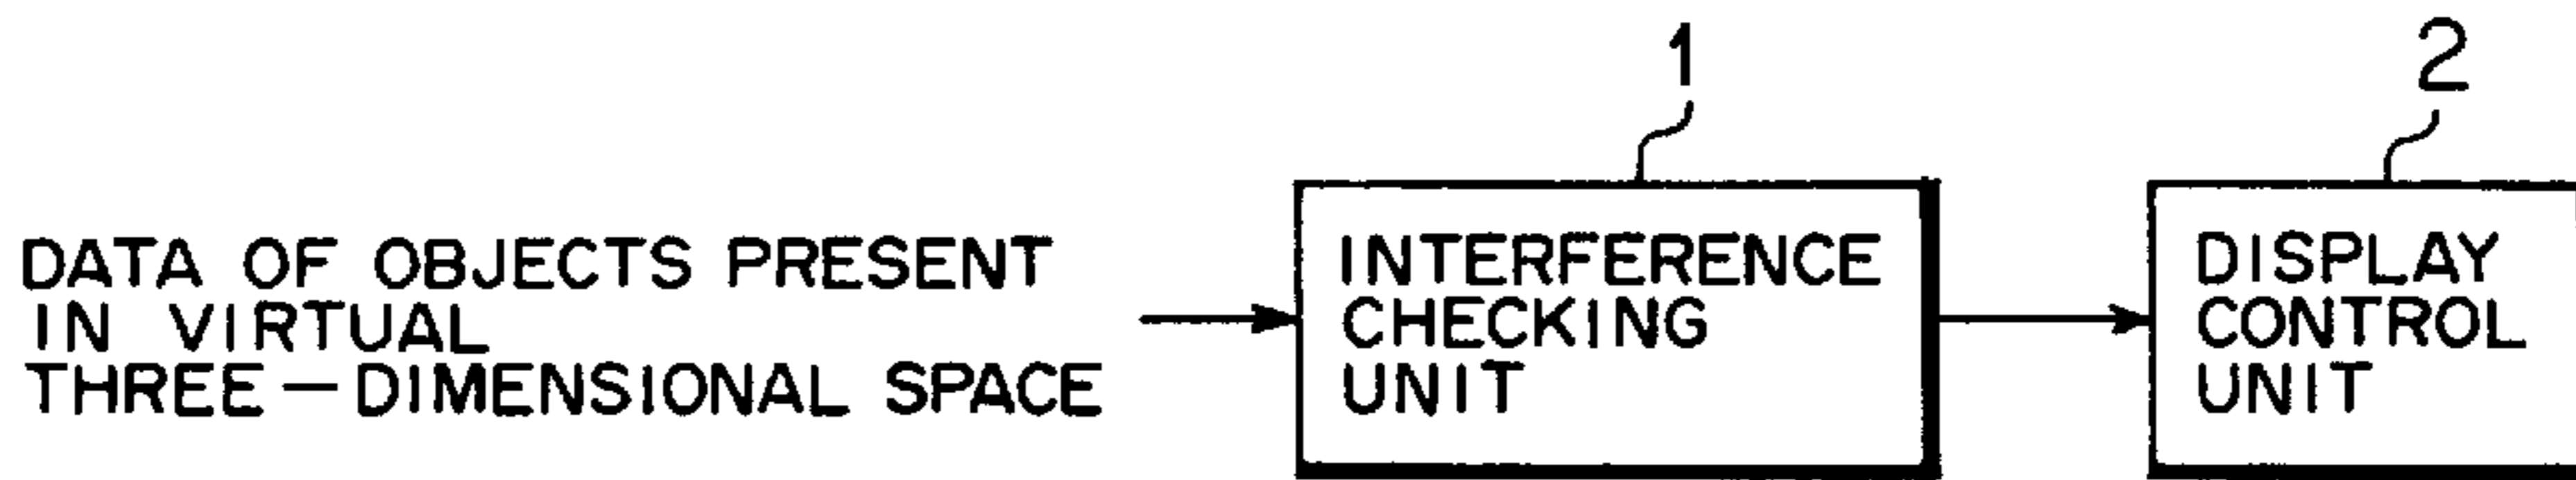 1
2
DATA OF OBJECTS PRESENT
IN VIRTUAL
THREE-DIMENSIONAL SPACE
INTERFERENCE
CHECKING
UNIT
DISPLAY
CONTROL
UNIT